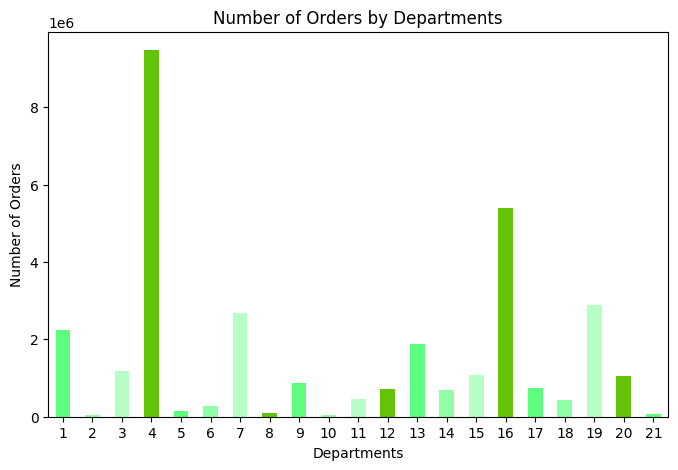 Number of Orders by Departments
1e6
8
6
4
2
0
Number of Orders
1 2 3 4 5 6 7 8 9 10 11 12 13 14 15 16 17 18 19 20 21
Departments